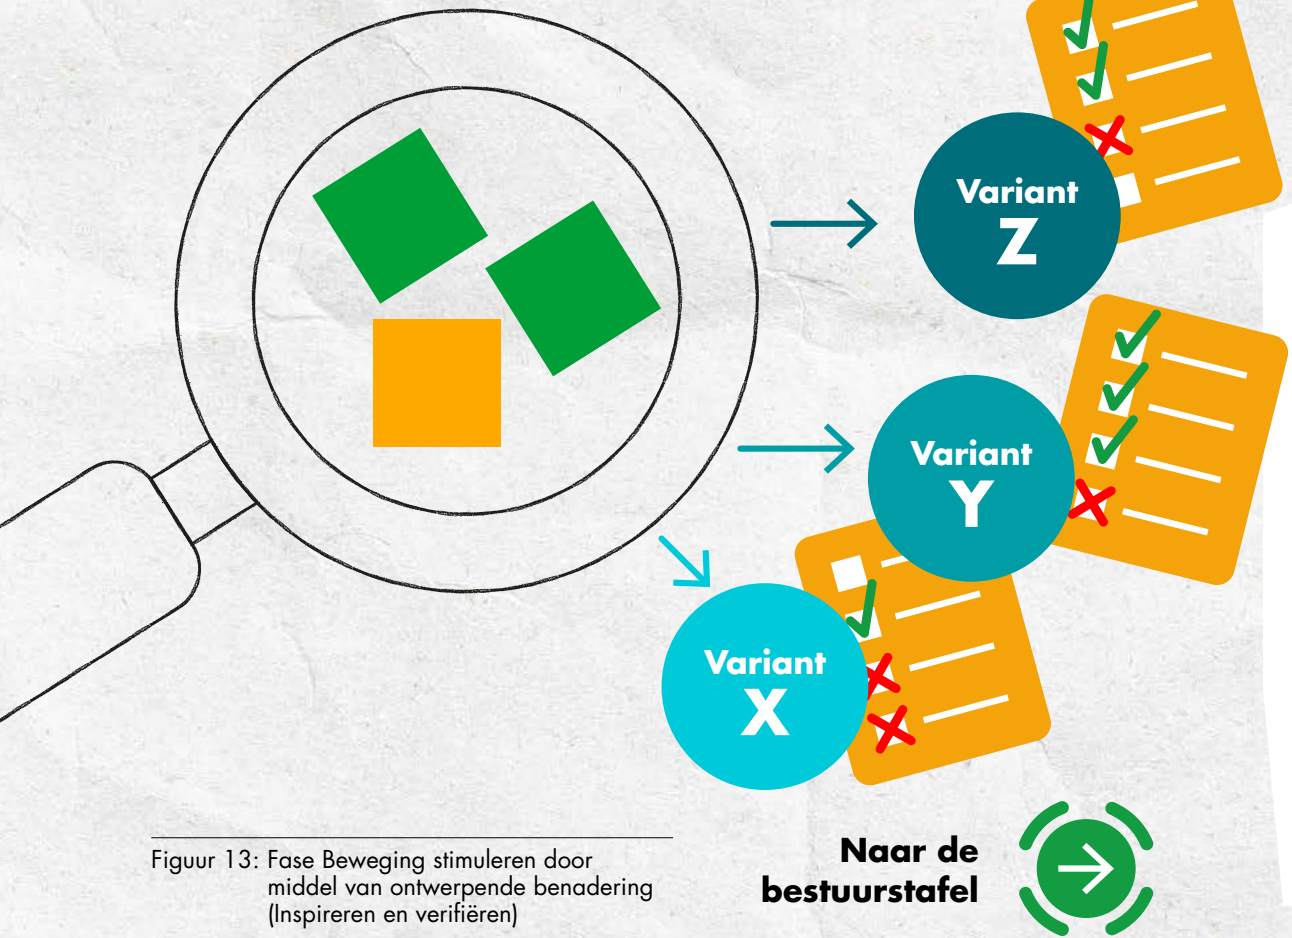 Variant
Z
Variant
Y
Variant
X
Figuur 13: Fase Beweging stimuleren door
middel van ontwerpende benadering
(Inspireren en verifiëren)
Naar de
bestuurstafel